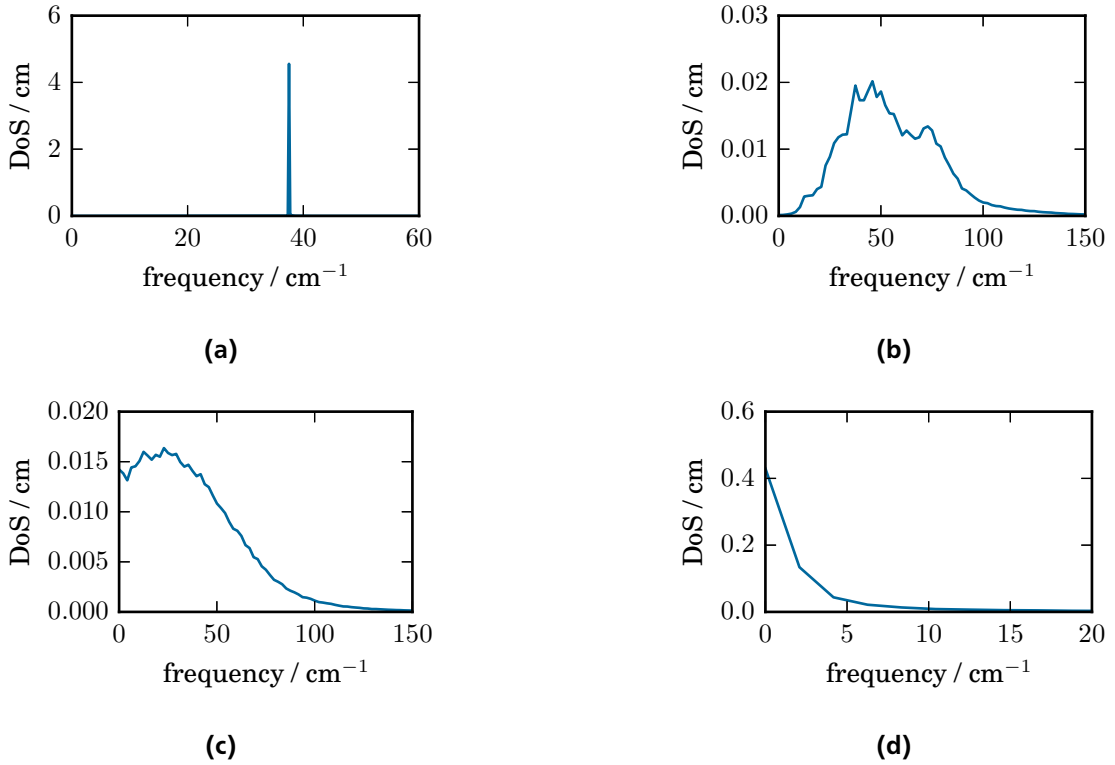 6
4
2
0
DoS / cm
0 20 40 60
frequency / cm⁻¹
(a)
0.03
0.02
0.01
0.00
DoS / cm
0 50 100 150
frequency / cm⁻¹
(b)
0.020
0.015
0.010
0.005
0.000
DoS / cm
0 50 100 150
frequency / cm⁻¹
(c)
0.6
0.4
0.2
0.0
DoS / cm
0 5 10 15 20
frequency / cm⁻¹
(d)